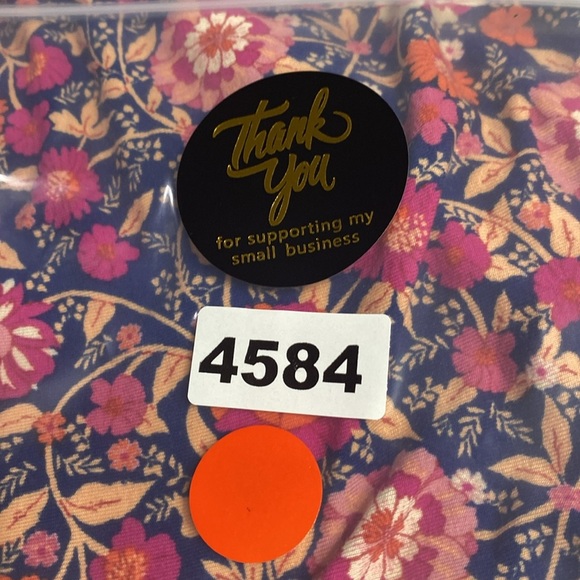 Thank
You
for supporting my
small business
4584